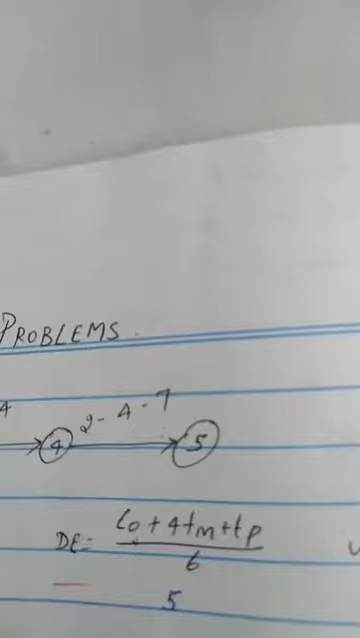 PROBLEMS.
4
4 2-4-7 5
De = to + 4tm + tp
6
5